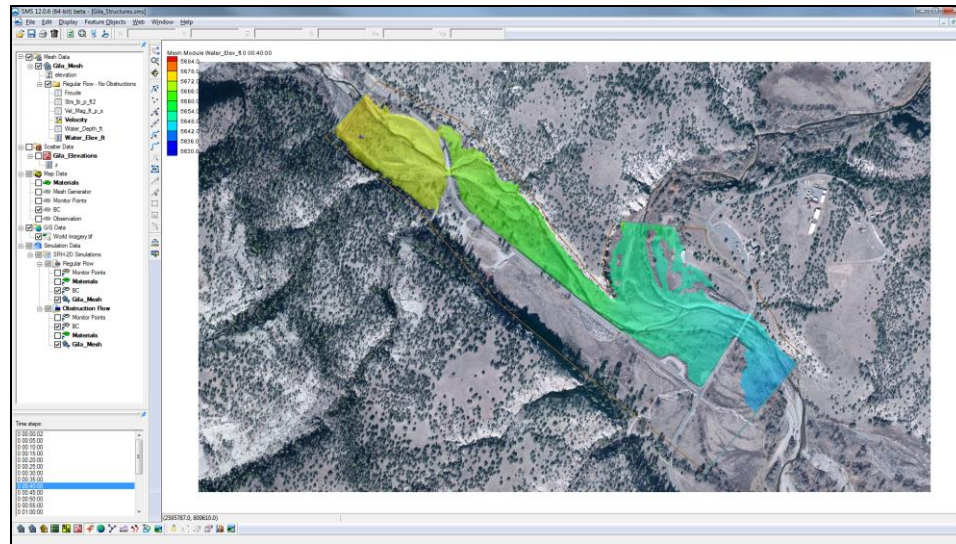 SMS 12.0.6 (64-bit) beta - [Gila_Structures.sms]
File Edit Display Feature Objects Web Window Help
Mesh Module Water_Elev_ft 0 00:40:00
5684.0
5678.0
5672.0
5666.0
5660.0
5654.0
5648.0
5642.0
5636.0
5630.0
Mesh Data
Gila_Mesh
elevation
Regular Flow - No Obstructions
Froude
Strs_lb_p_ft2
Vel_Mag_ft_p_s
Velocity
Water_Depth_ft
Water_Elev_ft
Scatter Data
Gila_Elevations
z
Map Data
Materials
Mesh Generator
Monitor Points
BC
Observation
GIS Data
World Imagery.tif
Simulation Data
SRH-2D Simulations
Regular Flow
Monitor Points
Materials
BC
Gila_Mesh
Obstruction Flow
Monitor Points
BC
Materials
Gila_Mesh
Time steps:
0 00:00:02
0 00:05:00
0 00:10:00
0 00:15:00
0 00:20:00
0 00:25:00
0 00:30:00
0 00:35:00
0 00:40:00
0 00:45:00
0 00:50:00
0 00:55:00
0 01:00:00
(2595787.0, 809610.0)